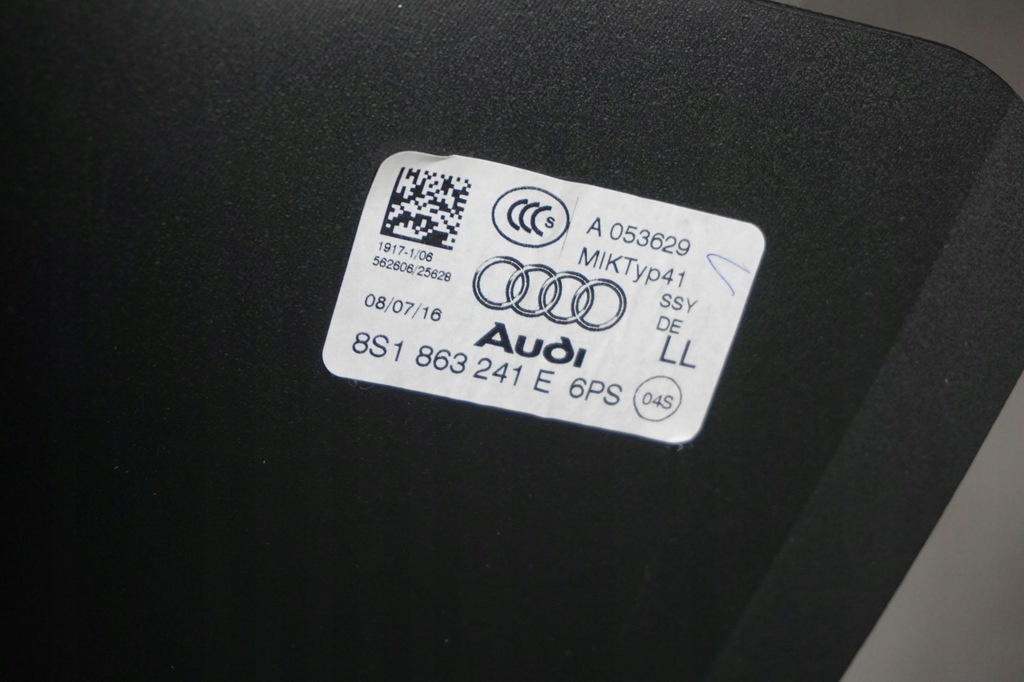 CCC S
A 053629
MIKTyp41
1917-1/06
562606/25628
SSY
DE
LL
08/07/16
Audi
8S1 863 241 E 6PS 04S